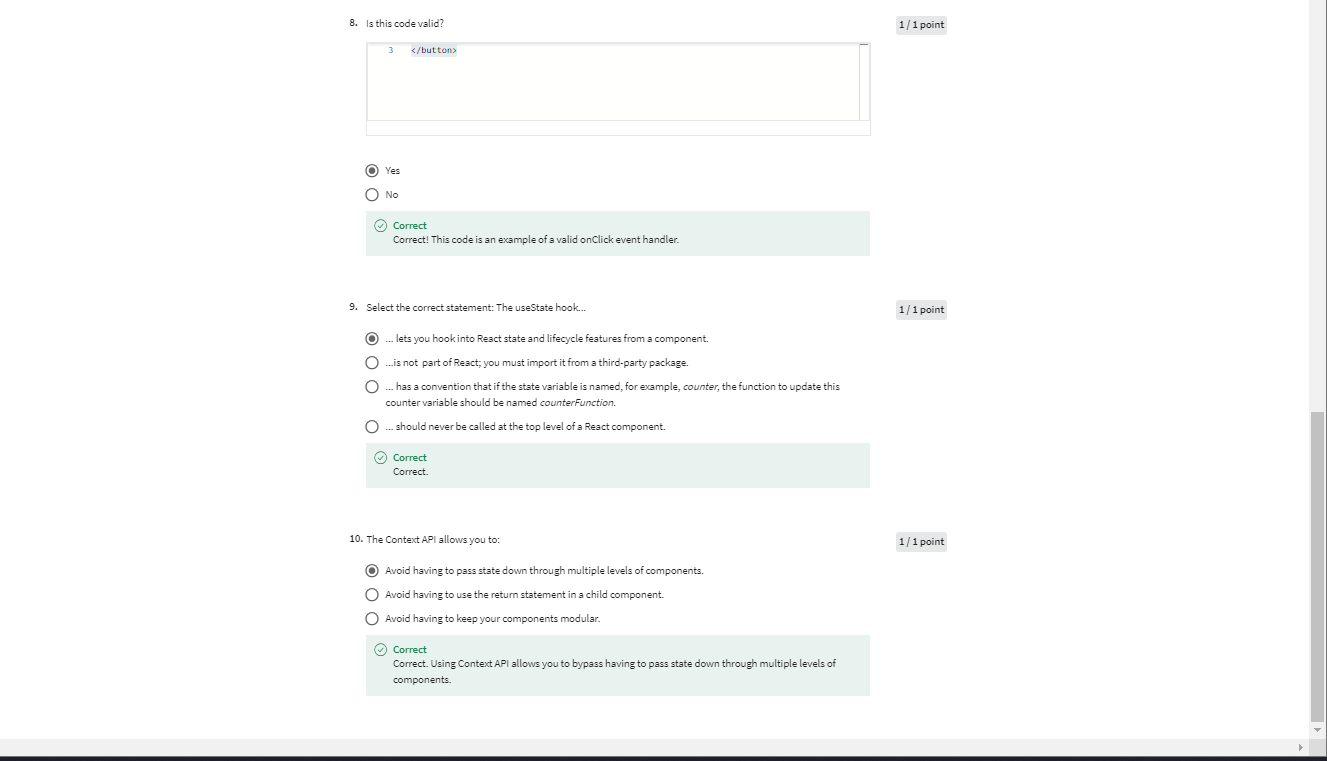 8. Is this code valid?
1 / 1 point
3 </button>
Yes
No
Correct
Correct! This code is an example of a valid onClick event handler.
9. Select the correct statement: The useState hook...
1 / 1 point
... lets you hook into React state and lifecycle features from a component.
...is not part of React; you must import it from a third-party package.
... has a convention that if the state variable is named, for example, counter, the function to update this
counter variable should be named counterFunction.
... should never be called at the top level of a React component.
Correct
Correct.
10. The Context API allows you to:
1 / 1 point
Avoid having to pass state down through multiple levels of components.
Avoid having to use the return statement in a child component.
Avoid having to keep your components modular.
Correct
Correct. Using Context API allows you to bypass having to pass state down through multiple levels of
components.